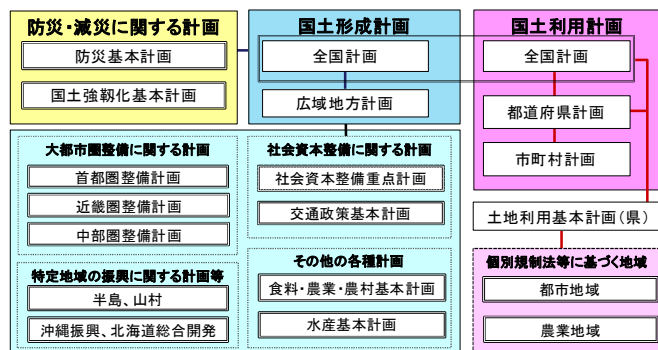 防災・減災に関する計画
防災基本計画
国土強靱化基本計画
国土形成計画
全国計画
広域地方計画
国土利用計画
全国計画
都道府県計画
市町村計画
大都市圏整備に関する計画
首都圏整備計画
近畿圏整備計画
中部圏整備計画
特定地域の振興に関する計画等
半島、山村
沖縄振興、北海道総合開発
社会資本整備に関する計画
社会資本整備重点計画
交通政策基本計画
その他の各種計画
食料・農業・農村基本計画
水産基本計画
土地利用基本計画(県)
個別規制法等に基づく地域
都市地域
農業地域